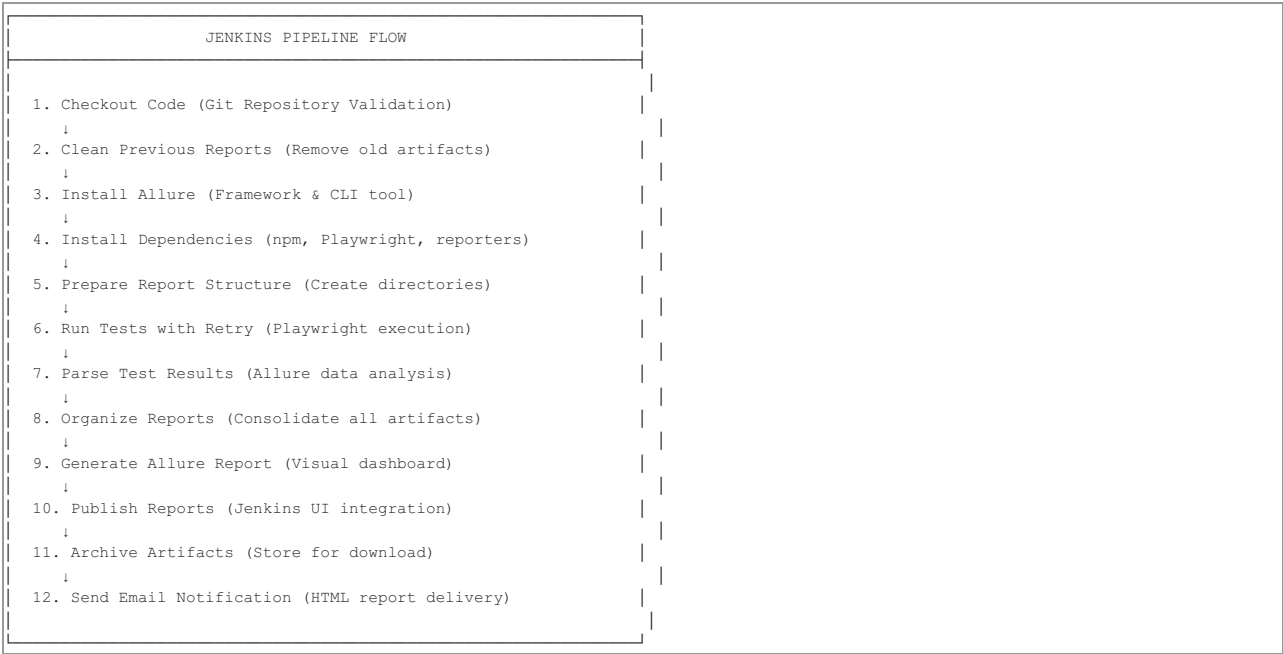 JENKINS PIPELINE FLOW
1. Checkout Code (Git Repository Validation)
↓
2. Clean Previous Reports (Remove old artifacts)
↓
3. Install Allure (Framework & CLI tool)
↓
4. Install Dependencies (npm, Playwright, reporters)
↓
5. Prepare Report Structure (Create directories)
↓
6. Run Tests with Retry (Playwright execution)
↓
7. Parse Test Results (Allure data analysis)
↓
8. Organize Reports (Consolidate all artifacts)
↓
9. Generate Allure Report (Visual dashboard)
↓
10. Publish Reports (Jenkins UI integration)
↓
11. Archive Artifacts (Store for download)
↓
12. Send Email Notification (HTML report delivery)